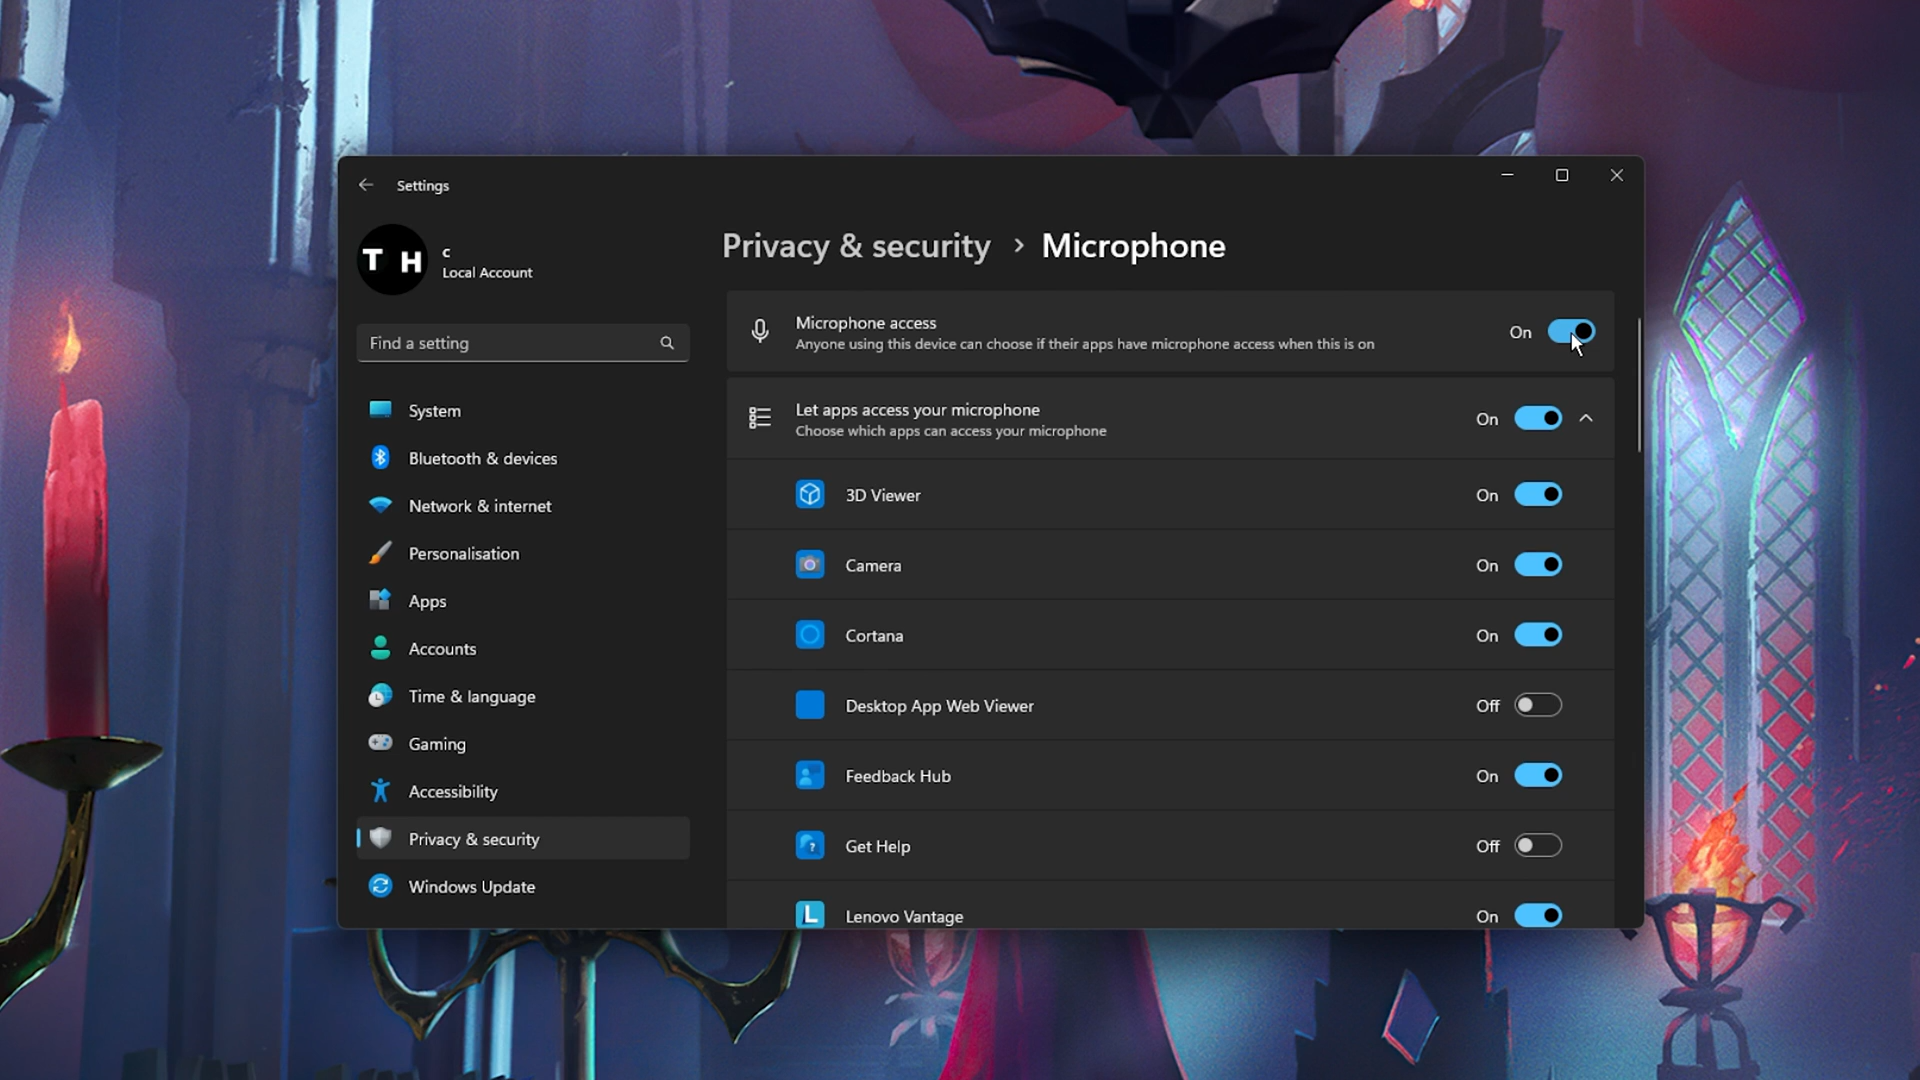 Settings
T H
c
Local Account
Find a setting
System
Bluetooth & devices
Network & internet
Personalisation
Apps
Accounts
Time & language
Gaming
Accessibility
Privacy & security
Windows Update
Privacy & security > Microphone
Microphone access
Anyone using this device can choose if their apps have microphone access when this is on
On
Let apps access your microphone
Choose which apps can access your microphone
On
3D Viewer On
Camera On
Cortana On
Desktop App Web Viewer Off
Feedback Hub On
Get Help Off
L Lenovo Vantage On